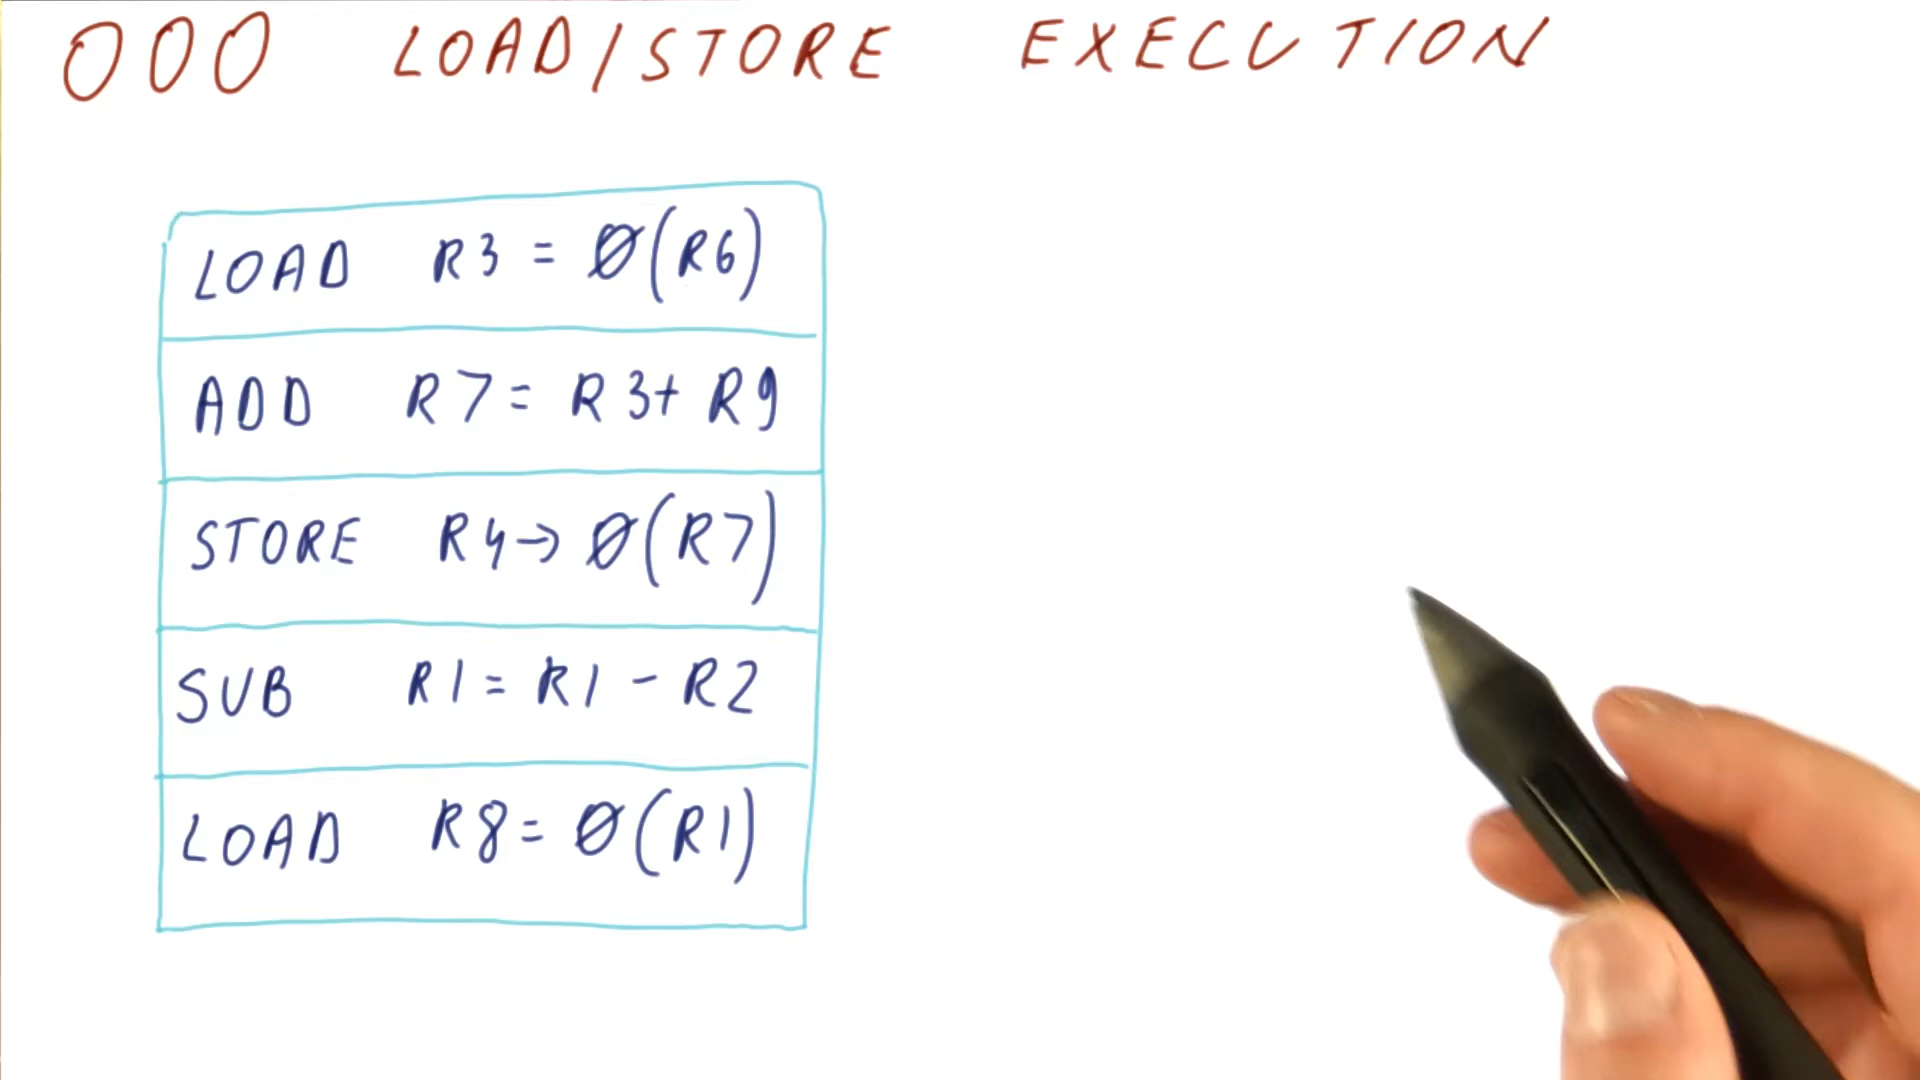 OOO LOAD/STORE EXECUTION
LOAD R3 = 0(R6)
ADD R7 = R3+ R9
STORE R4→ 0(R7)
SUB R1 = R1 - R2
LOAD R8 = 0(R1)